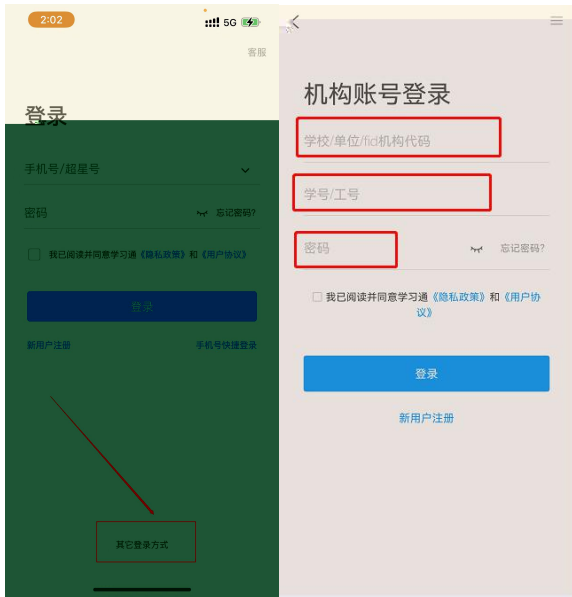 2:02
5G
客服
登录
手机号/超星号
密码
忘记密码?
我已阅读并同意学习通《隐私政策》和《用户协议》
登录
新用户注册
手机号快捷登录
其它登录方式
机构账号登录
学校/单位/fid机构代码
学号/工号
密码
忘记密码?
我已阅读并同意学习通《隐私政策》和《用户协
议》
登录
新用户注册